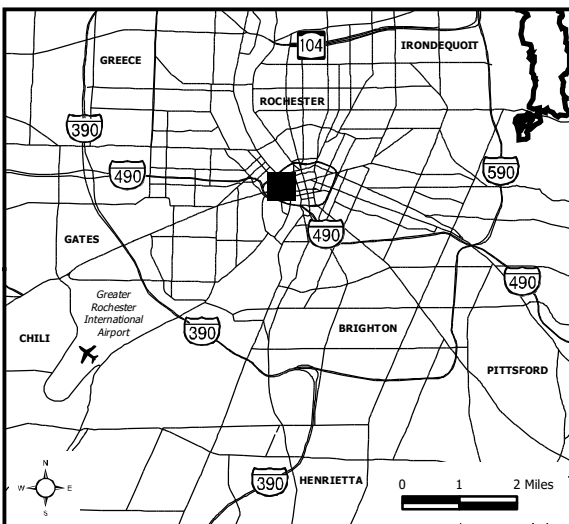 104
IRONDEQUOIT
GREECE
ROCHESTER
390
490
590
490
GATES
490
Greater
Rochester
International
Airport
390
BRIGHTON
CHILI
PITTSFORD
N
W
E
S
390
HENRIETTA
0 1 2 Miles